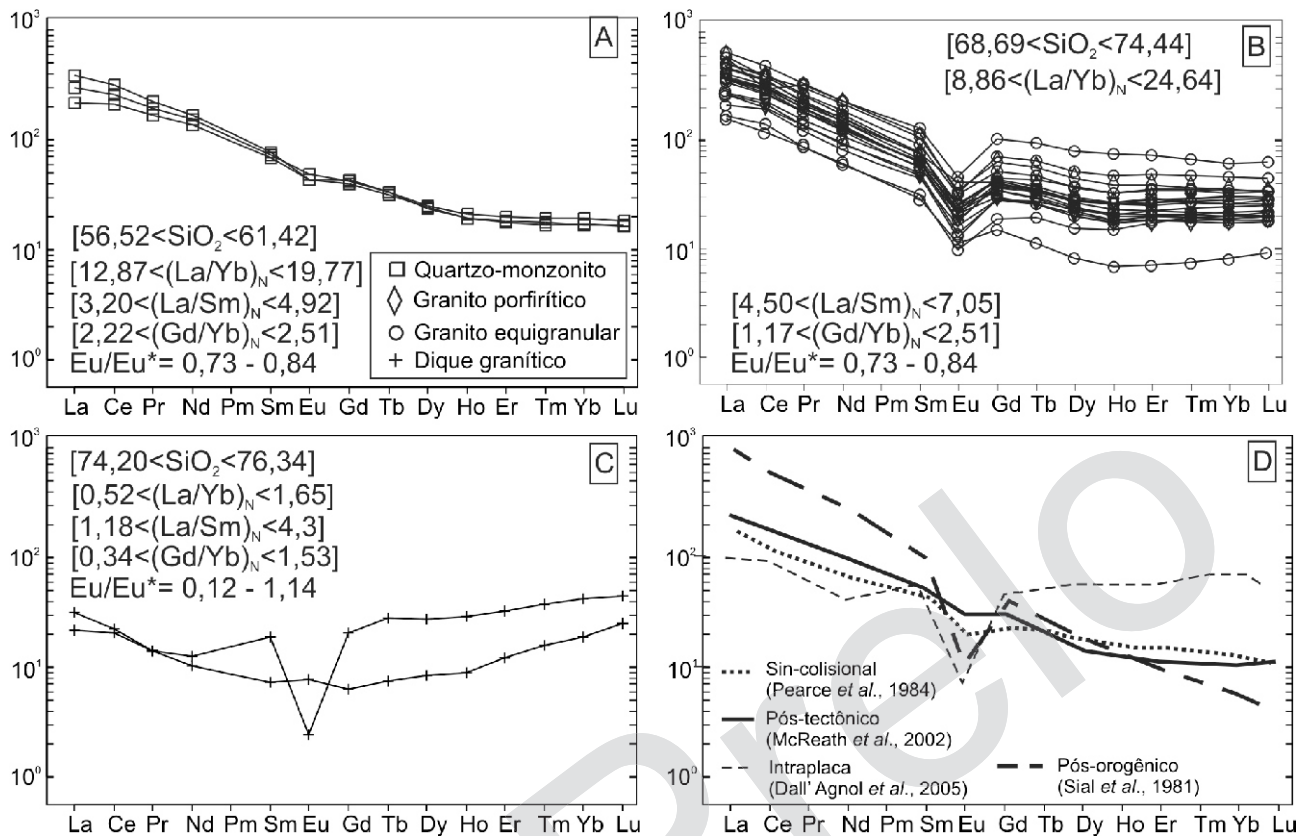 A
10³
10²
10¹
10⁰
[56,52<SiO₂<61,42]
[12,87<(La/Yb)N<19,77]
[3,20<(La/Sm)N<4,92]
[2,22<(Gd/Yb)N<2,51]
Eu/Eu*= 0,73 - 0,84
Quartzo-monzonito
Granito porfirítico
Granito equigranular
Dique granítico
La Ce Pr Nd Pm Sm Eu Gd Tb Dy Ho Er Tm Yb Lu
B
10³
10²
10¹
10⁰
[68,69<SiO₂<74,44]
[8,86<(La/Yb)N<24,64]
[4,50<(La/Sm)N<7,05]
[1,17<(Gd/Yb)N<2,51]
Eu/Eu*= 0,73 - 0,84
La Ce Pr Nd Pm Sm Eu Gd Tb Dy Ho Er Tm Yb Lu
C
10³
10²
10¹
10⁰
[74,20<SiO₂<76,34]
[0,52<(La/Yb)N<1,65]
[1,18<(La/Sm)N<4,3]
[0,34<(Gd/Yb)N<1,53]
Eu/Eu*= 0,12 - 1,14
La Ce Pr Nd Pm Sm Eu Gd Tb Dy Ho Er Tm Yb Lu
D
10³
10²
10¹
10⁰
Sin-colisional
(Pearce et al., 1984)
Pós-tectônico
(McReath et al., 2002)
Intraplaca
(Dall' Agnol et al., 2005)
Pós-orogênico
(Sial et al., 1981)
La Ce Pr Nd Pm Sm Eu Gd Tb Dy Ho Er Tm Yb Lu
Prelo